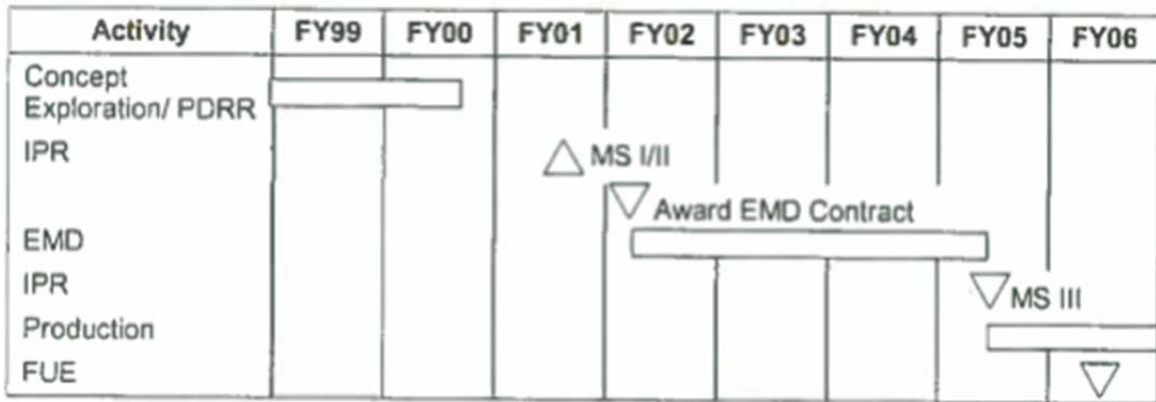 Activity FY99 FY00 FY01 FY02 FY03 FY04 FY05 FY06
Concept
Exploration/ PDRR
IPR MS I/II
Award EMD Contract
EMD
IPR MS III
Production
FUE